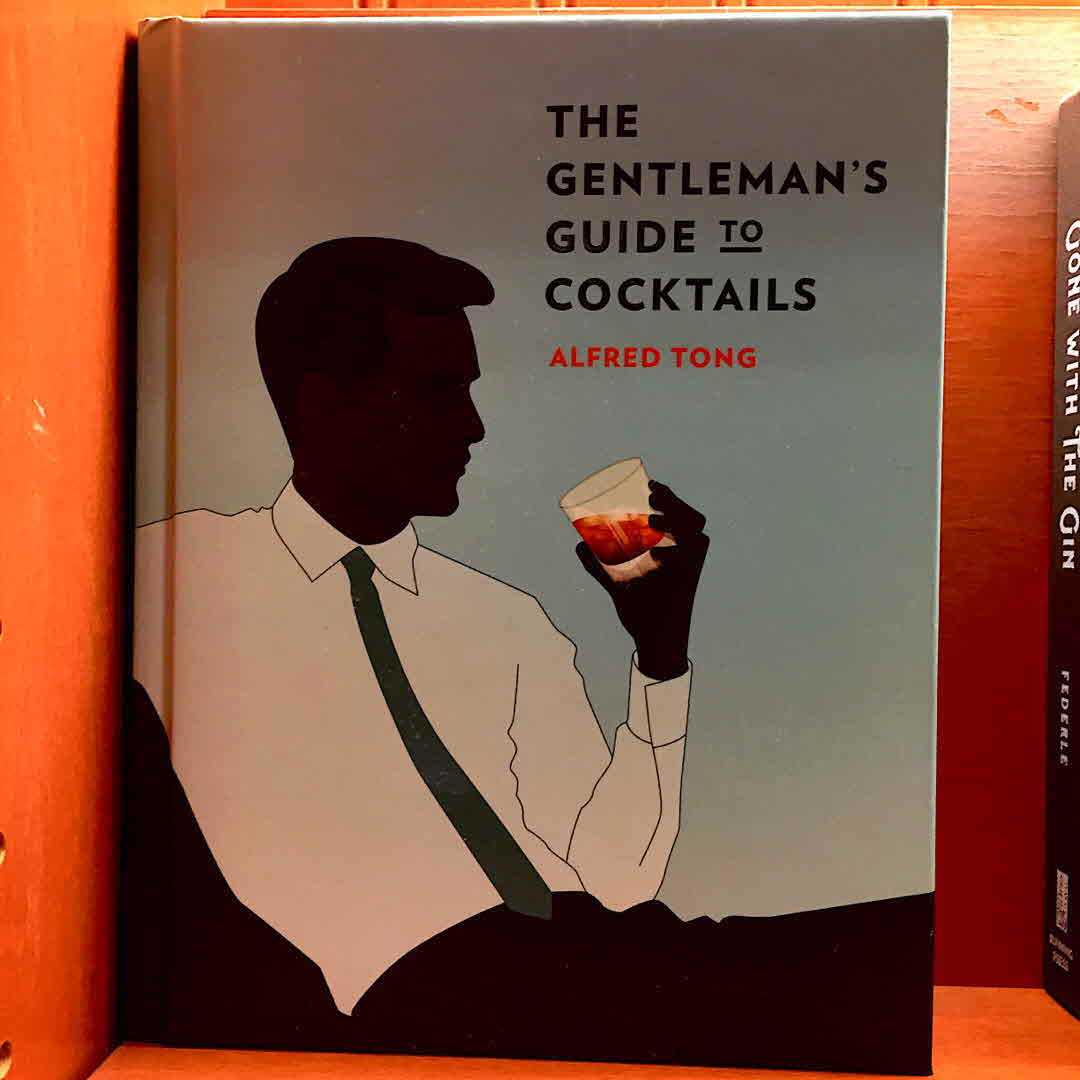 THE
GENTLEMAN'S
GUIDE TO
COCKTAILS
ALFRED TONG
GONE WITH THE GIN
FEDERLE